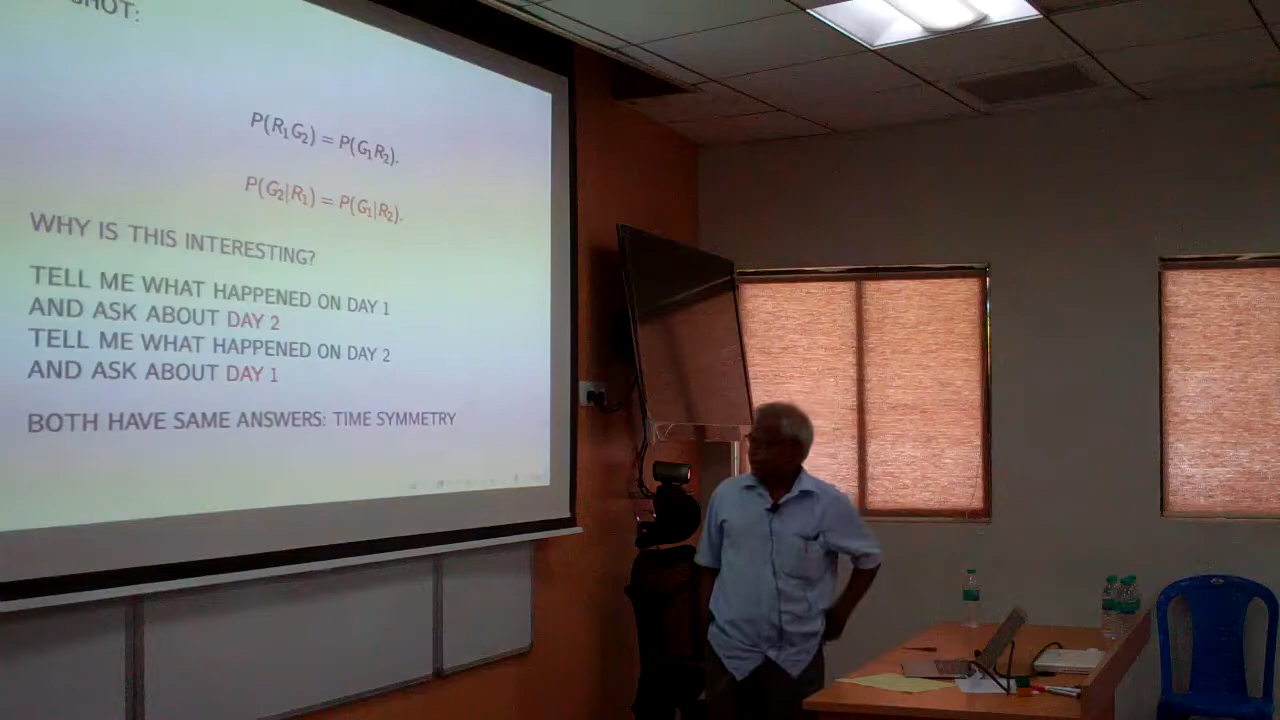 SHOT:
P(R₁G₂) = P(G₁R₂).
P(G₂|R₁) = P(G₁|R₂).
WHY IS THIS INTERESTING?
TELL ME WHAT HAPPENED ON DAY 1
AND ASK ABOUT DAY 2
TELL ME WHAT HAPPENED ON DAY 2
AND ASK ABOUT DAY 1
BOTH HAVE SAME ANSWERS: TIME SYMMETRY